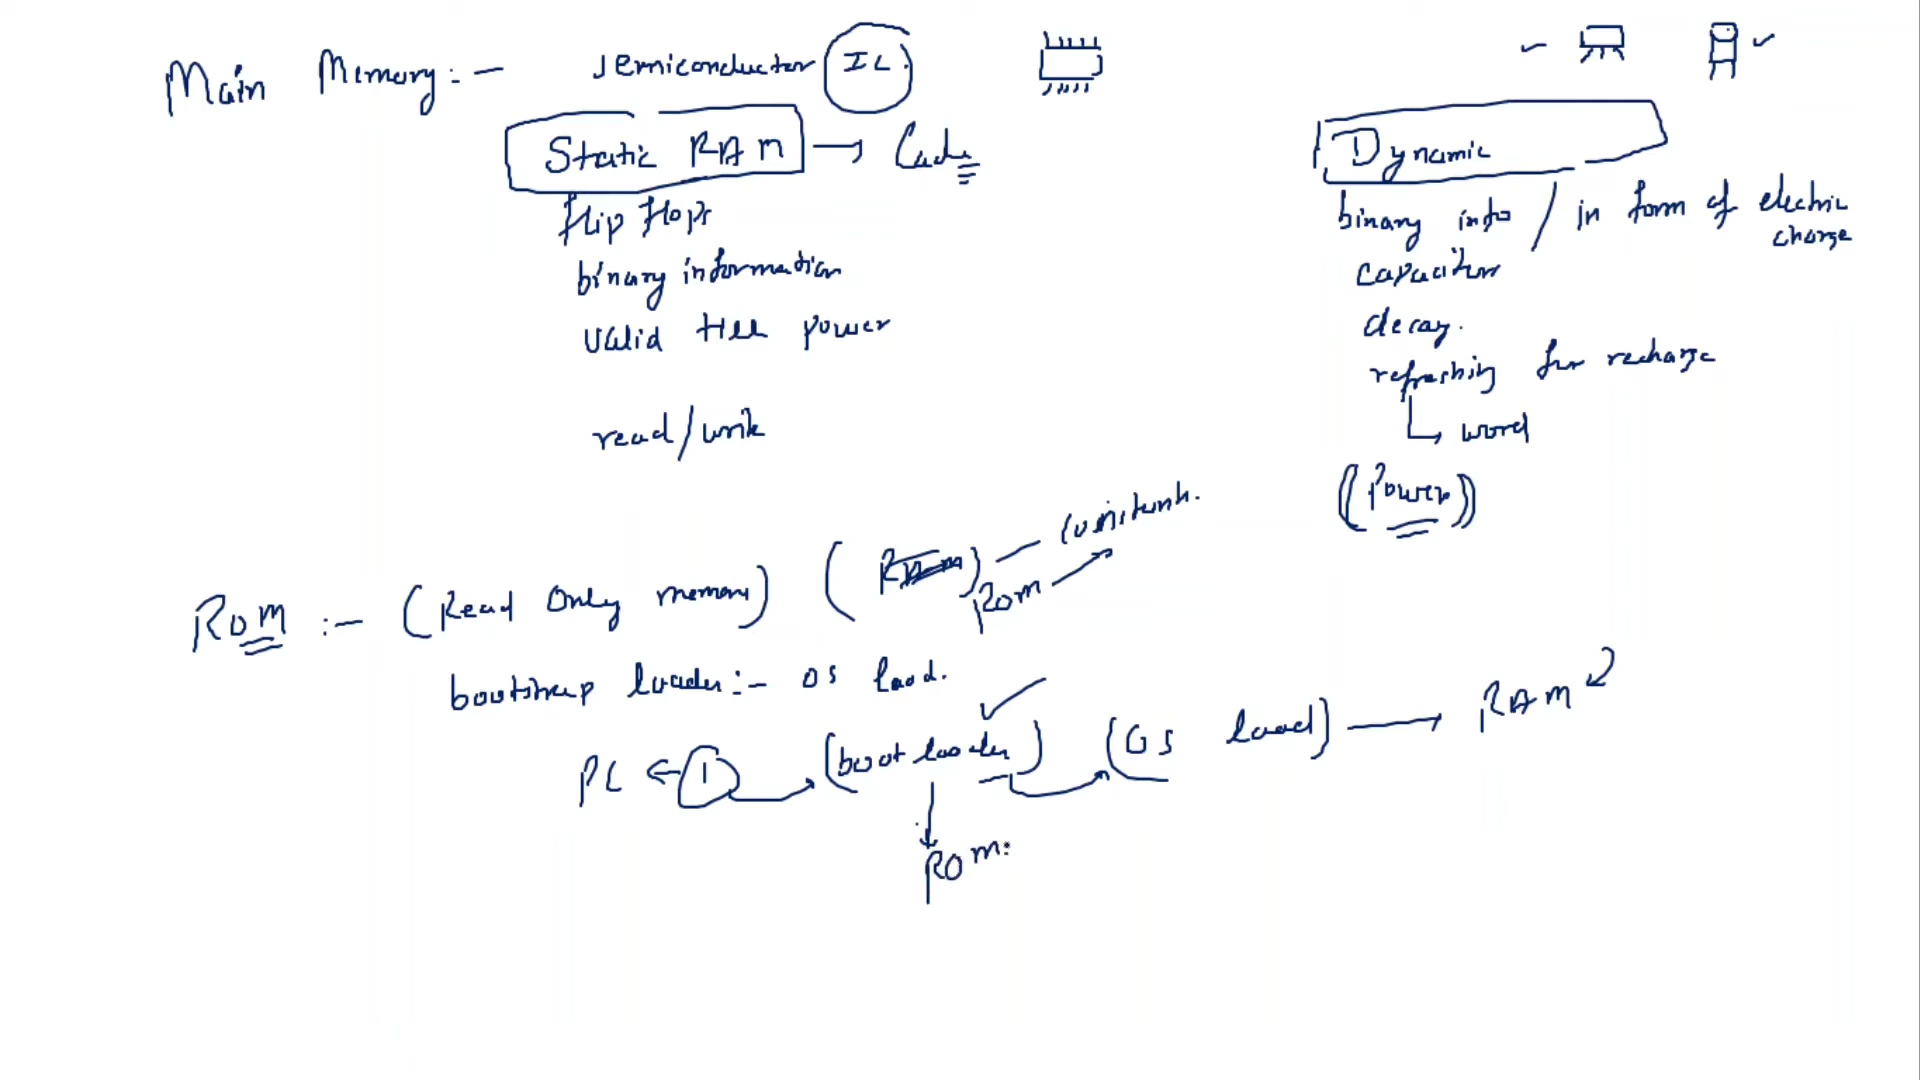 Main Memory :- semiconductor IC.
Static RAM → Cache
flip flops
binary information
valid till power
read/write
Dynamic
binary info / in form of electric charge
capacitor
decay.
refreshing for recharge
word
((Power))
ROM :- (Read Only memory) ( ) - constant.
ROM
bootstrap loader :- OS load.
PC ← 1 (boot loader) (OS load) → RAM
ROM: